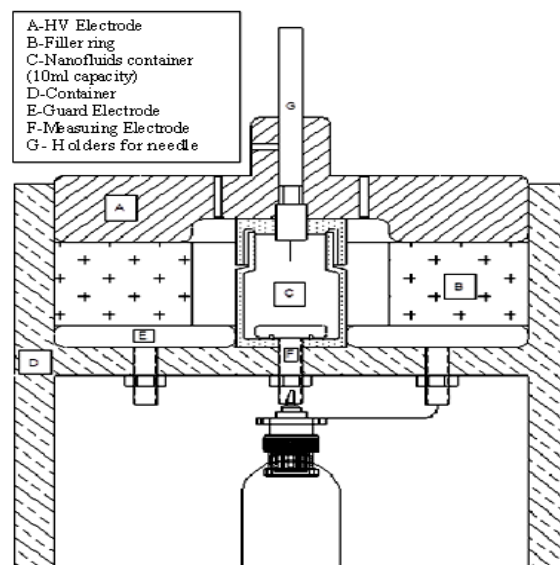 A-HV Electrode
B-Filler ring
C-Nanofluids container
(10ml capacity)
D-Container
E-Guard Electrode
F-Measuring Electrode
G- Holders for needle
G
A
B
C
E
F
D